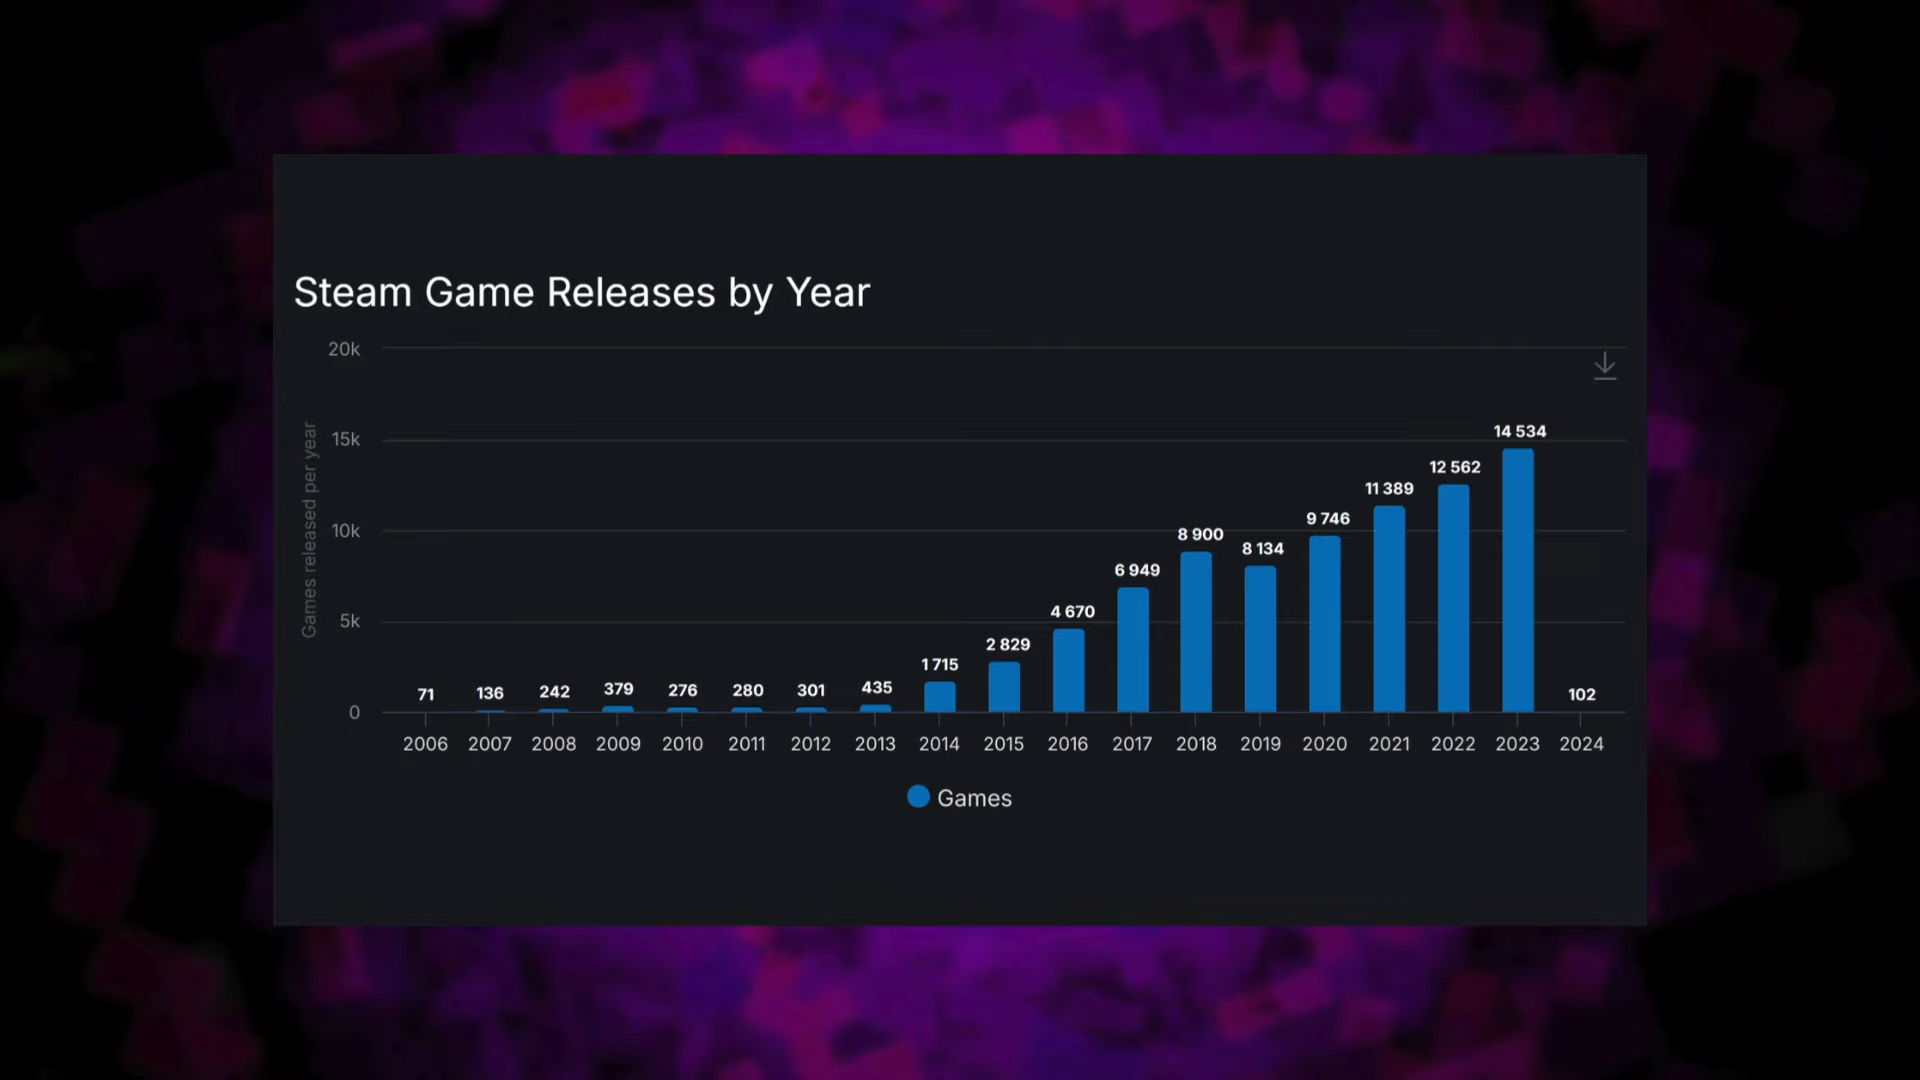 Steam Game Releases by Year
20k
15k
10k
5k
0
Games released per year
71 136 242 379 276 280 301 435 1 715 2 829 4 670 6 949 8 900 8 134 9 746 11 389 12 562 14 534 102
2006 2007 2008 2009 2010 2011 2012 2013 2014 2015 2016 2017 2018 2019 2020 2021 2022 2023 2024
Games